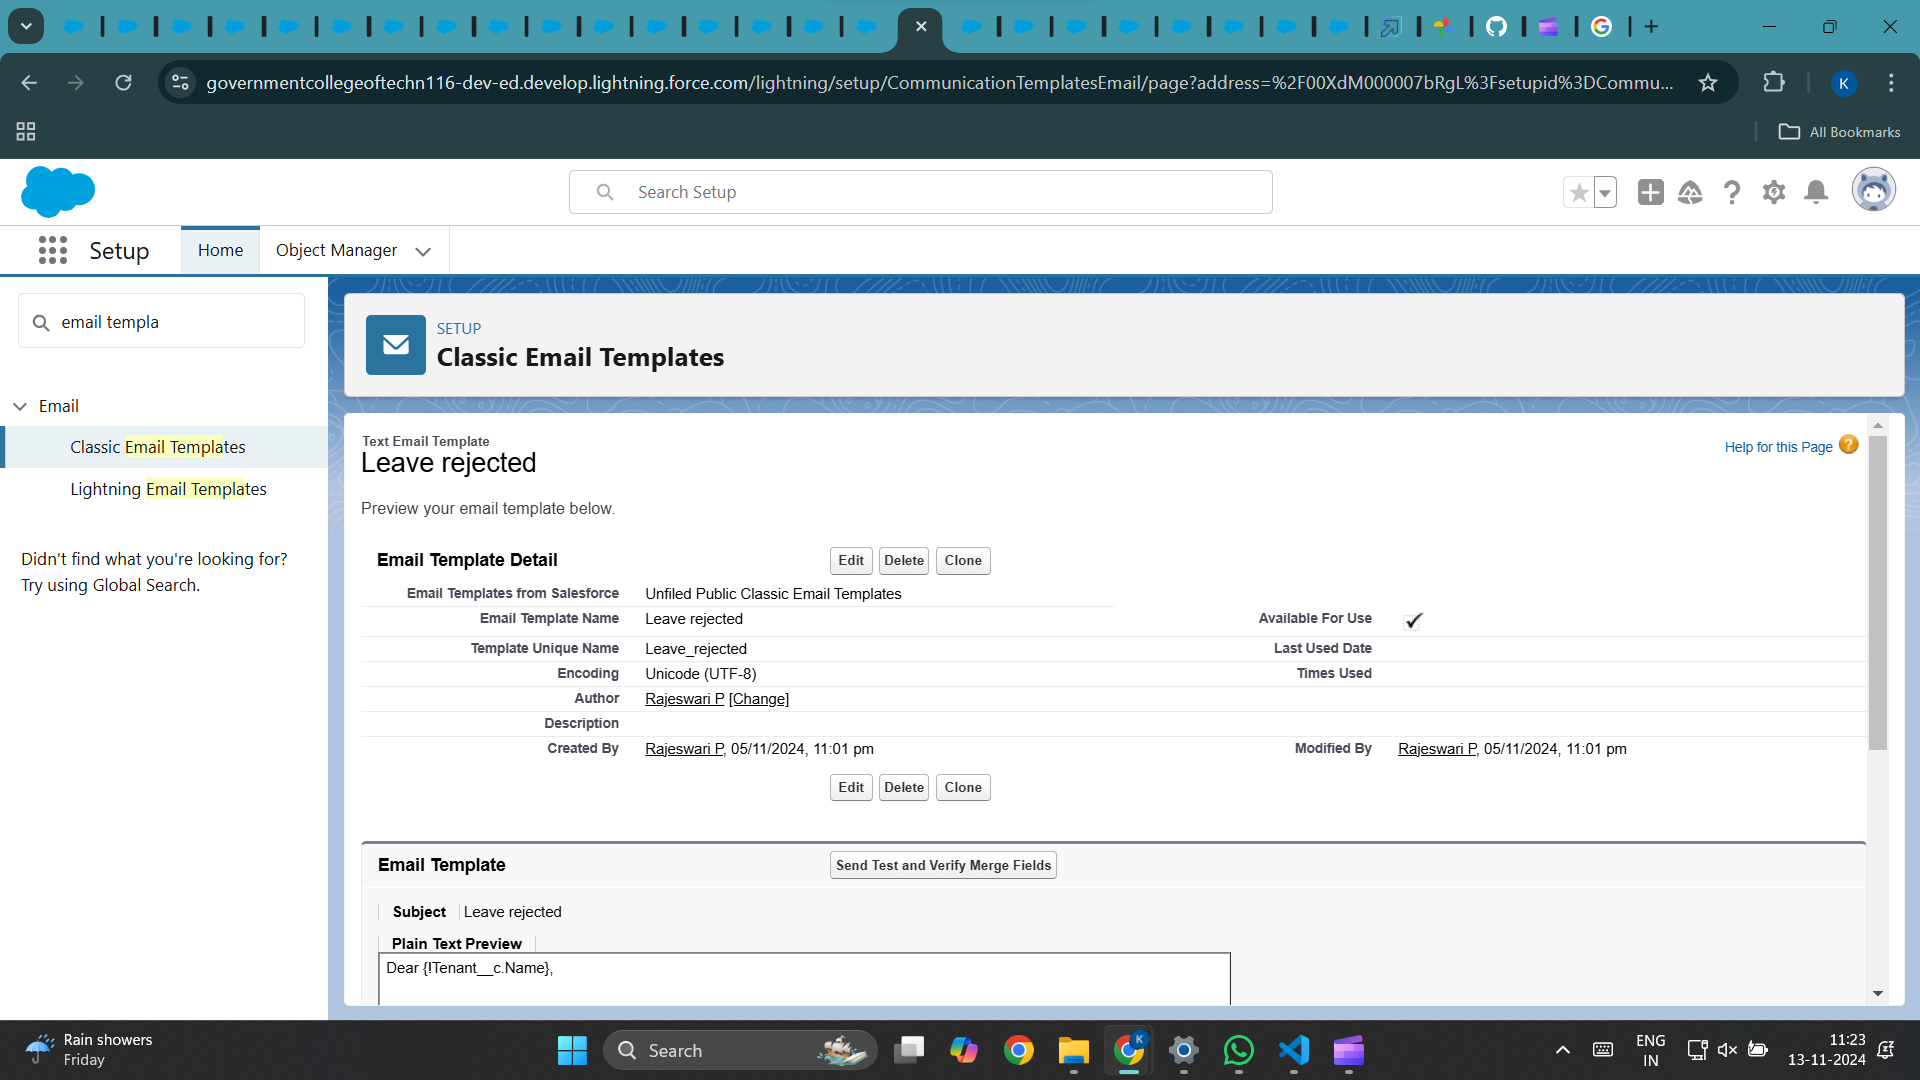 governmentcollegeoftechn116-dev-ed.develop.lightning.force.com/lightning/setup/CommunicationTemplatesEmail/page?address=%2F00XdM000007bRgL%3Fsetupid%3DCommu...
K
All Bookmarks
Search Setup
Setup
Home
Object Manager
email templa
Email
Classic Email Templates
Lightning Email Templates
Didn't find what you're looking for?
Try using Global Search.
SETUP
Classic Email Templates
Text Email Template
Leave rejected
Help for this Page
Preview your email template below.
Email Template Detail
Edit Delete Clone
Email Templates from Salesforce Unfiled Public Classic Email Templates
Email Template Name Leave rejected Available For Use
Template Unique Name Leave_rejected Last Used Date
Encoding Unicode (UTF-8) Times Used
Author Rajeswari P [Change]
Description
Created By Rajeswari P, 05/11/2024, 11:01 pm Modified By Rajeswari P, 05/11/2024, 11:01 pm
Edit Delete Clone
Email Template
Send Test and Verify Merge Fields
Subject Leave rejected
Plain Text Preview
Dear {!Tenant__c.Name},
Rain showers
Friday
Search
K
ENG
IN
11:23
13-11-2024